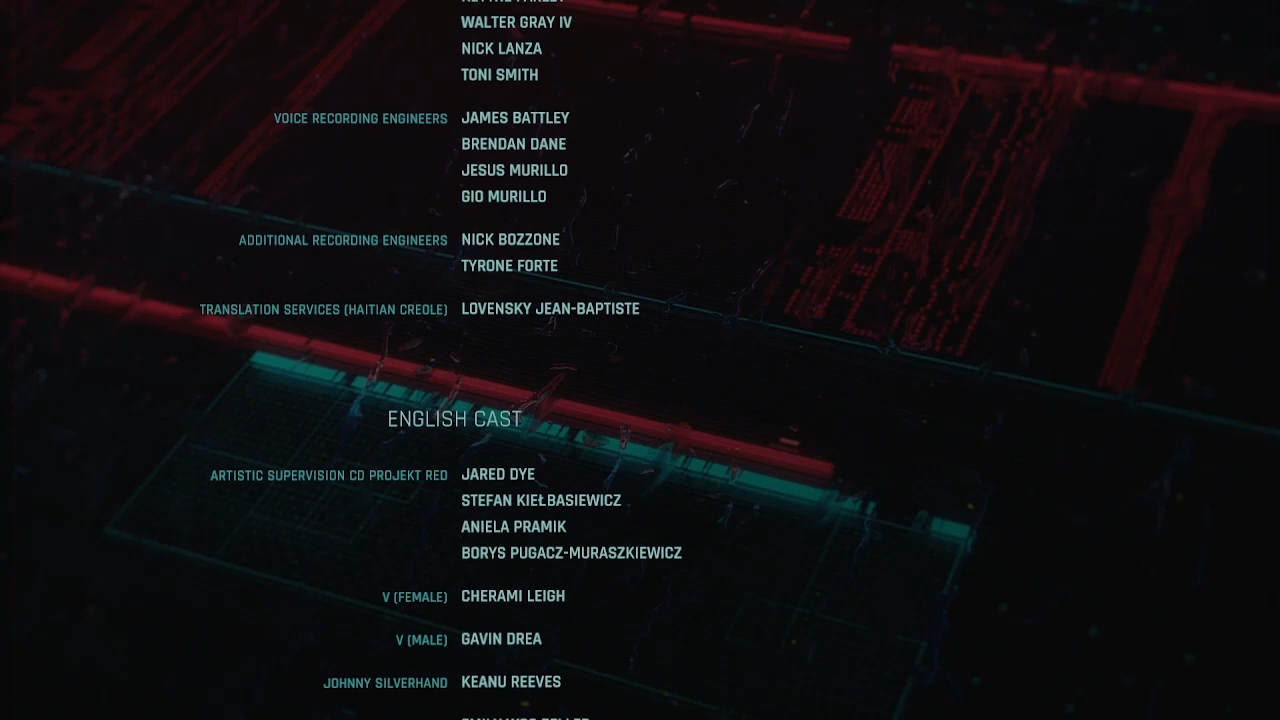 WALTER GRAY IV
NICK LANZA
TONI SMITH
VOICE RECORDING ENGINEERS JAMES BATTLEY
BRENDAN DANE
JESUS MURILLO
GIO MURILLO
ADDITIONAL RECORDING ENGINEERS NICK BOZZONE
TYRONE FORTE
TRANSLATION SERVICES (HAITIAN CREOLE) LOVENSKY JEAN-BAPTISTE
ENGLISH CAST
ARTISTIC SUPERVISION CD PROJEKT RED JARED DYE
STEFAN KIEŁBASIEWICZ
ANIELA PRAMIK
BORYS PUGACZ-MURASZKIEWICZ
V (FEMALE) CHERAMI LEIGH
V (MALE) GAVIN DREA
JOHNNY SILVERHAND KEANU REEVES